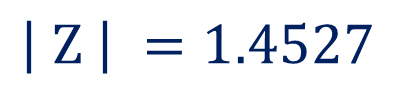 | Z | = 1.4527